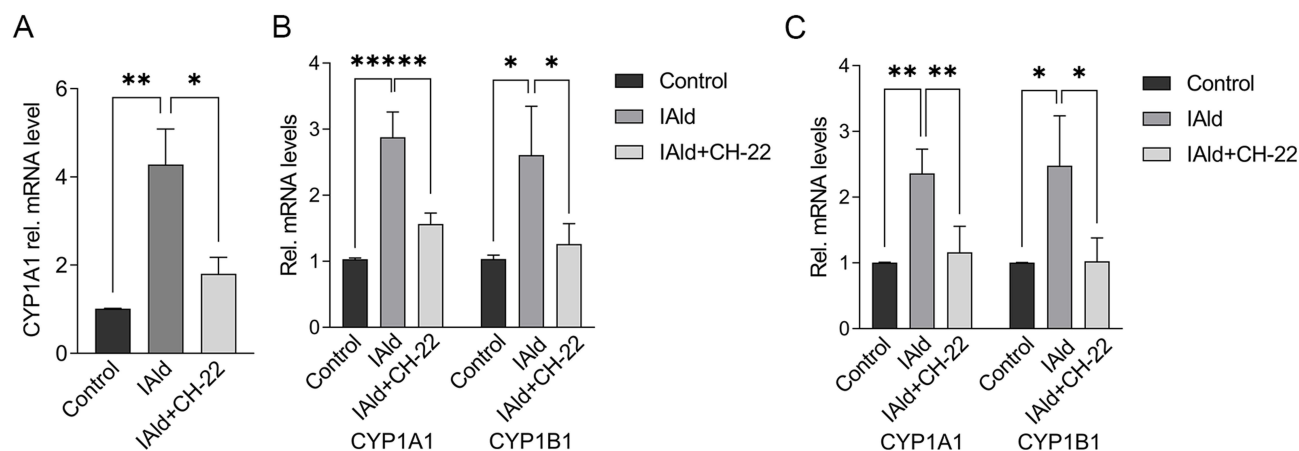 A
CYP1A1 rel. mRNA level
6
4
2
0
** *
Control
IAld
IAld+CH-22
B
Rel. mRNA levels
4
3
2
1
0
***** * *
Control
IAld
IAld+CH-22
Control
IAld
IAld+CH-22
CYP1A1 CYP1B1
Control
IAld
IAld+CH-22
C
Rel. mRNA levels
4
3
2
1
0
** ** * *
Control
IAld
IAld+CH-22
Control
IAld
IAld+CH-22
CYP1A1 CYP1B1
Control
IAld
IAld+CH-22